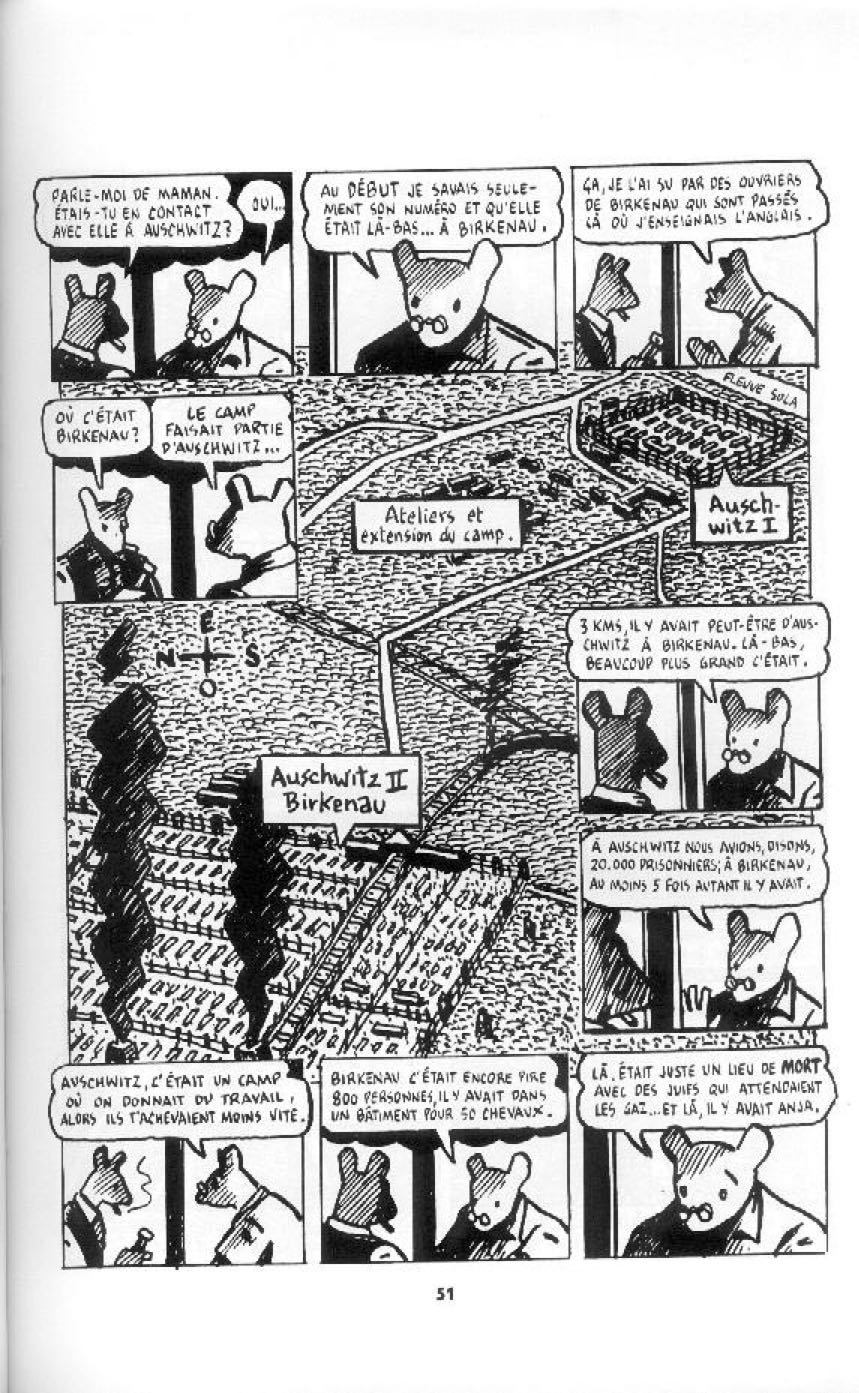 PARLE-MOI DE MAMAN.
ÉTAIS-TU EN CONTACT
AVEC ELLE À AUSCHWITZ?
OUI...
AU DÉBUT JE SAVAIS SEULE-
MENT SON NUMÉRO ET QU'ELLE
ÉTAIT LÀ-BAS... À BIRKENAU.
ÇA, JE L'AI SU PAR DES OUVRIERS
DE BIRKENAU QUI SONT PASSÉS
LÀ OÙ J'ENSEIGNAIS L'ANGLAIS.
OÙ C'ÉTAIT
BIRKENAU?
LE CAMP
FAISAIT PARTIE
D'AUSCHWITZ...
FLEUVE SOLA
Ateliers et
extension du camp.
Ausch-
witz I
E
N S
O
3 KMS, IL Y AVAIT PEUT-ÊTRE D'AUS-
CHWITZ À BIRKENAU. LÀ-BAS,
BEAUCOUP PLUS GRAND C'ÉTAIT.
Auschwitz II
Birkenau
À AUSCHWITZ NOUS AVIONS, DISONS,
20.000 PRISONNIERS; À BIRKENAU,
AU MOINS 5 FOIS AUTANT IL Y AVAIT.
AUSCHWITZ, C'ÉTAIT UN CAMP
OÙ ON DONNAIT DU TRAVAIL,
ALORS ILS T'ACHEVAIENT MOINS VITE.
BIRKENAU C'ÉTAIT ENCORE PIRE
800 PERSONNES, IL Y AVAIT DANS
UN BÂTIMENT POUR 50 CHEVAUX.
LÀ, ÉTAIT JUSTE UN LIEU DE MORT
AVEC DES JUIFS QUI ATTENDAIENT
LES GAZ... ET LÀ, IL Y AVAIT ANJA.
51